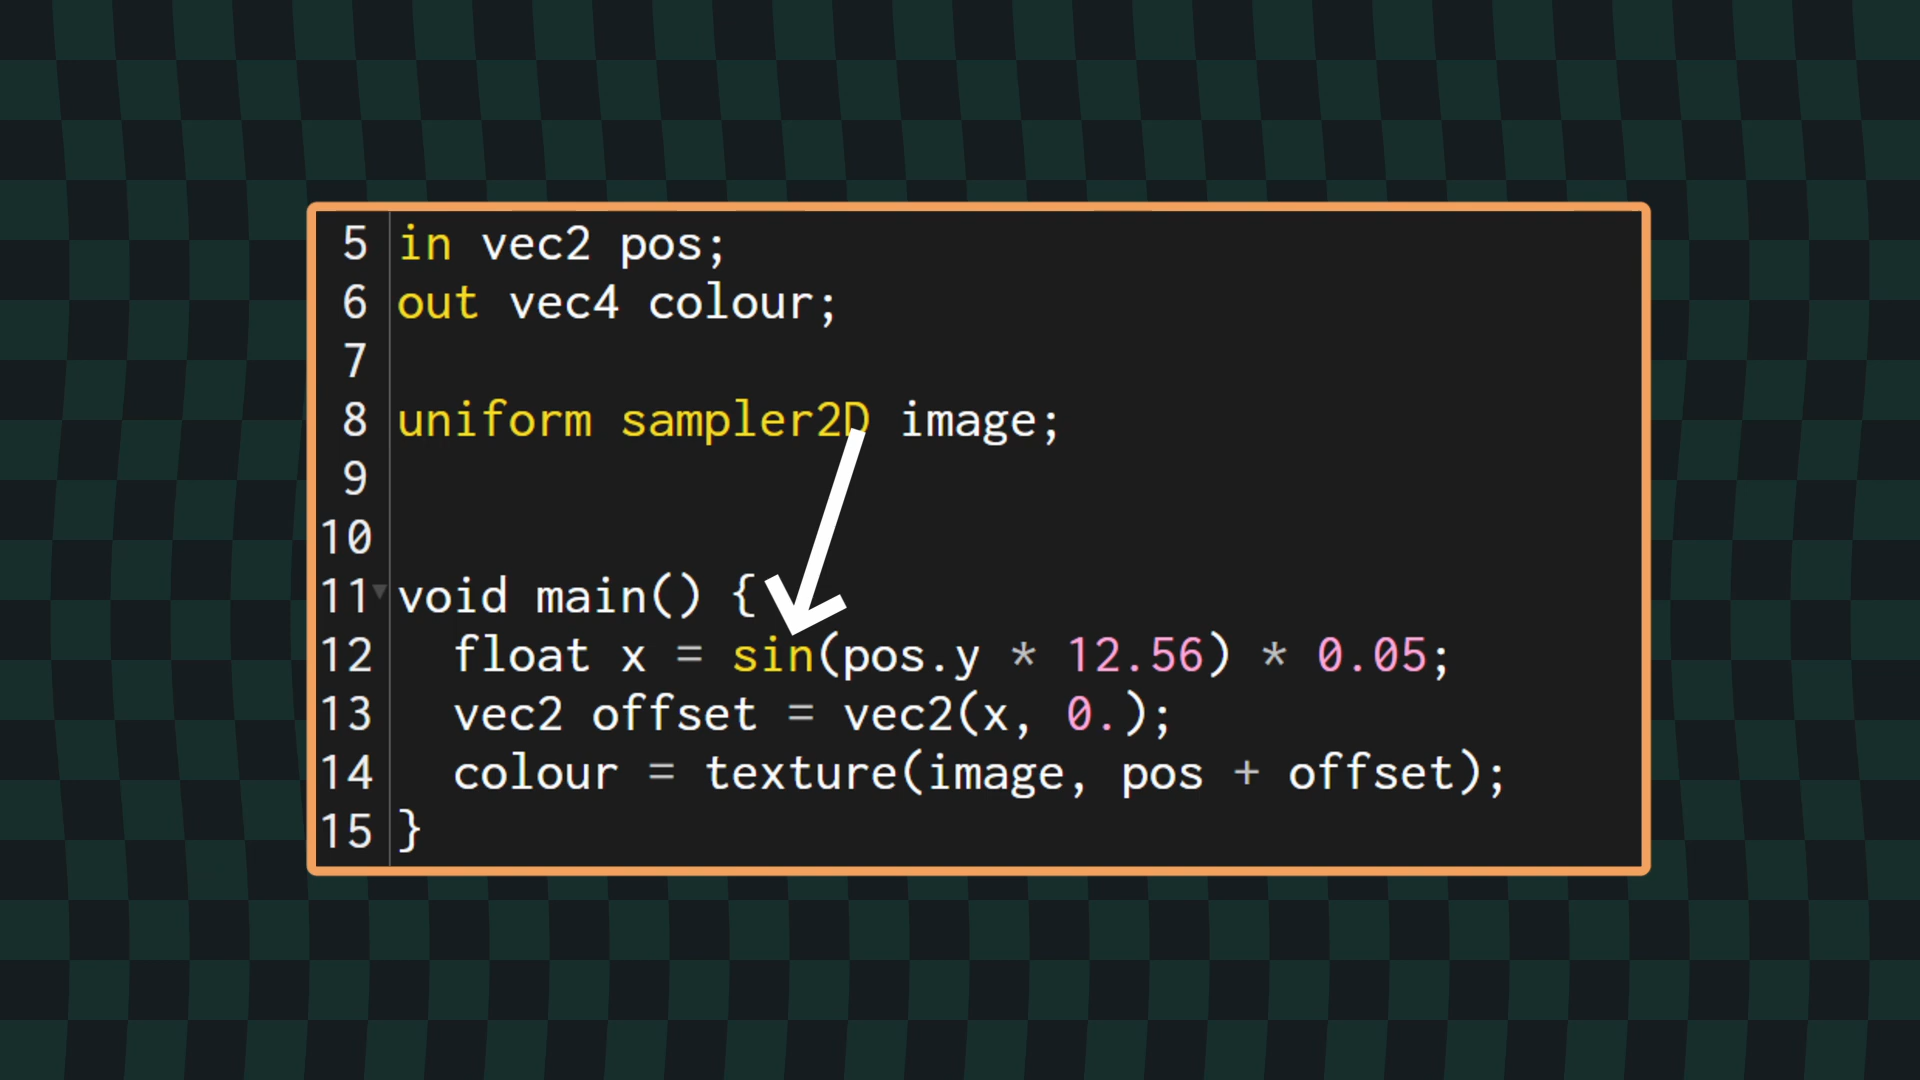 5 in vec2 pos;
6 out vec4 colour;
7
8 uniform sampler2D image;
9
10
11 void main() {
12 float x = sin(pos.y * 12.56) * 0.05;
13 vec2 offset = vec2(x, 0.);
14 colour = texture(image, pos + offset);
15 }